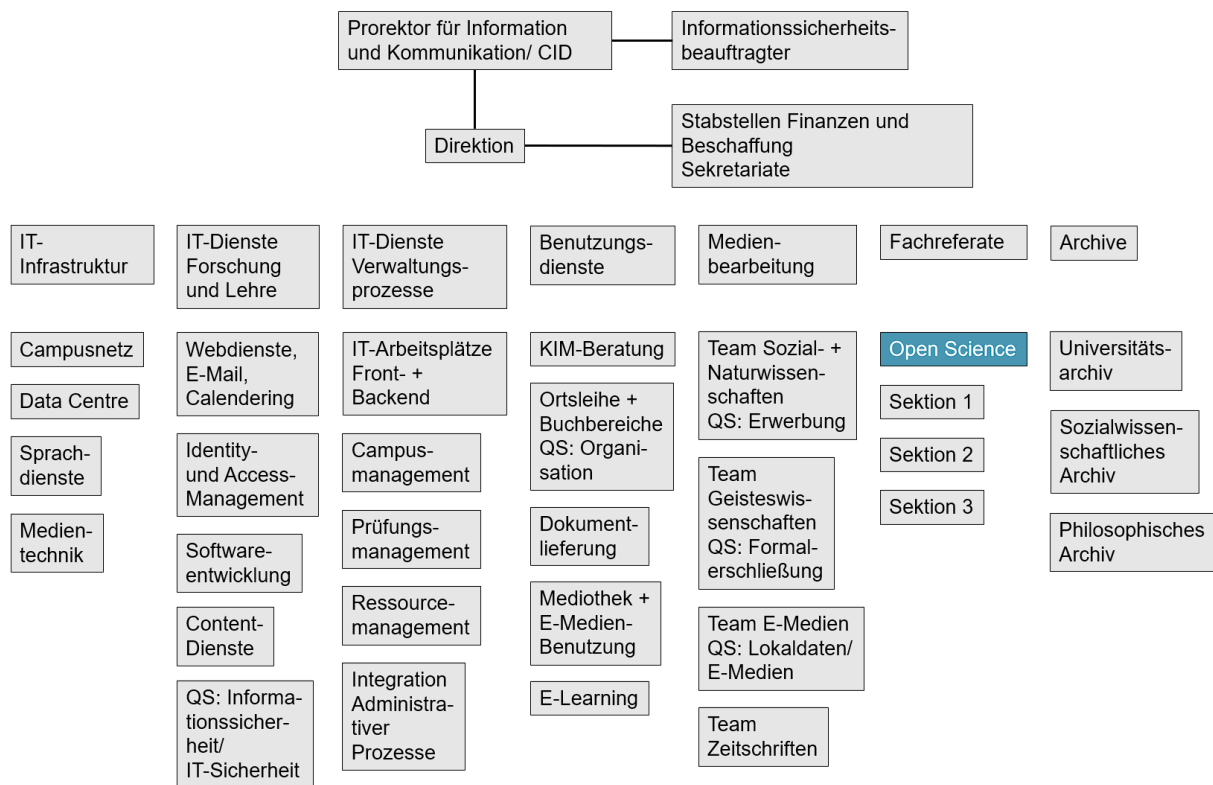 Prorektor für Information
und Kommunikation/ CID
Informationssicherheits-
beauftragter
Direktion
Stabstellen Finanzen und
Beschaffung
Sekretariate
IT-
Infrastruktur
Campusnetz
Data Centre
Sprach-
dienste
Medien-
technik
IT-Dienste
Forschung
und Lehre
Webdienste,
E-Mail,
Calendering
Identity-
und Access-
Management
Software-
entwicklung
Content-
Dienste
QS: Informa-
tionssicher-
heit/
IT-Sicherheit
IT-Dienste
Verwaltungs-
prozesse
IT-Arbeitsplätze
Front- +
Backend
Campus-
management
Prüfungs-
management
Ressource-
management
Integration
Administra-
tiver
Prozesse
Benutzungs-
dienste
KIM-Beratung
Ortsleihe +
Buchbereiche
QS: Organi-
sation
Dokument-
lieferung
Mediothek +
E-Medien-
Benutzung
E-Learning
Medien-
bearbeitung
Team Sozial- +
Naturwissen-
schaften
QS: Erwerbung
Team
Geisteswis-
senschaften
QS: Formal-
erschließung
Team E-Medien
QS: Lokaldaten/
E-Medien
Team
Zeitschriften
Fachreferate
Open Science
Sektion 1
Sektion 2
Sektion 3
Archive
Universitäts-
archiv
Sozialwissen-
schaftliches
Archiv
Philosophisches
Archiv